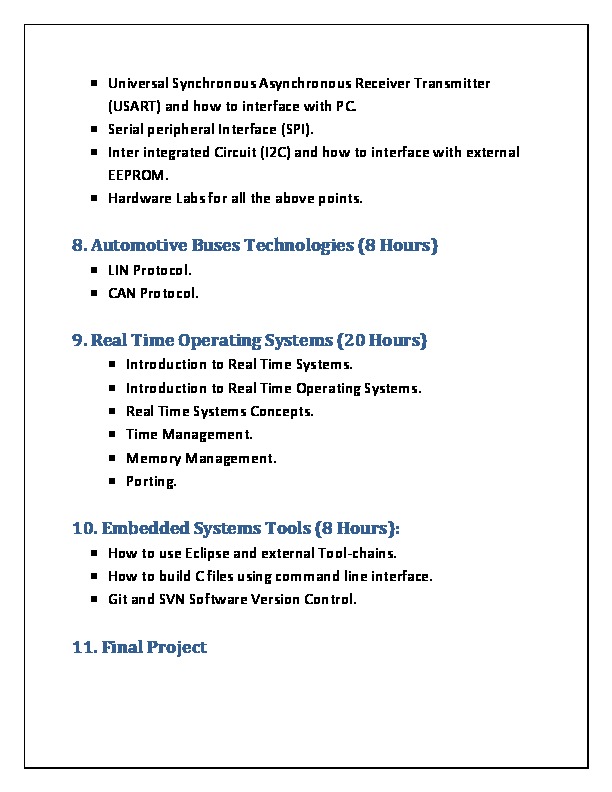 ▪ Universal Synchronous Asynchronous Receiver Transmitter
(USART) and how to interface with PC.
▪ Serial peripheral Interface (SPI).
▪ Inter integrated Circuit (I2C) and how to interface with external
EEPROM.
▪ Hardware Labs for all the above points.
8. Automotive Buses Technologies {8 Hours}
▪ LIN Protocol.
▪ CAN Protocol.
9. Real Time Operating Systems {20 Hours}
▪ Introduction to Real Time Systems.
▪ Introduction to Real Time Operating Systems.
▪ Real Time Systems Concepts.
▪ Time Management.
▪ Memory Management.
▪ Porting.
10. Embedded Systems Tools {8 Hours}:
▪ How to use Eclipse and external Tool-chains.
▪ How to build C files using command line interface.
▪ Git and SVN Software Version Control.
11. Final Project